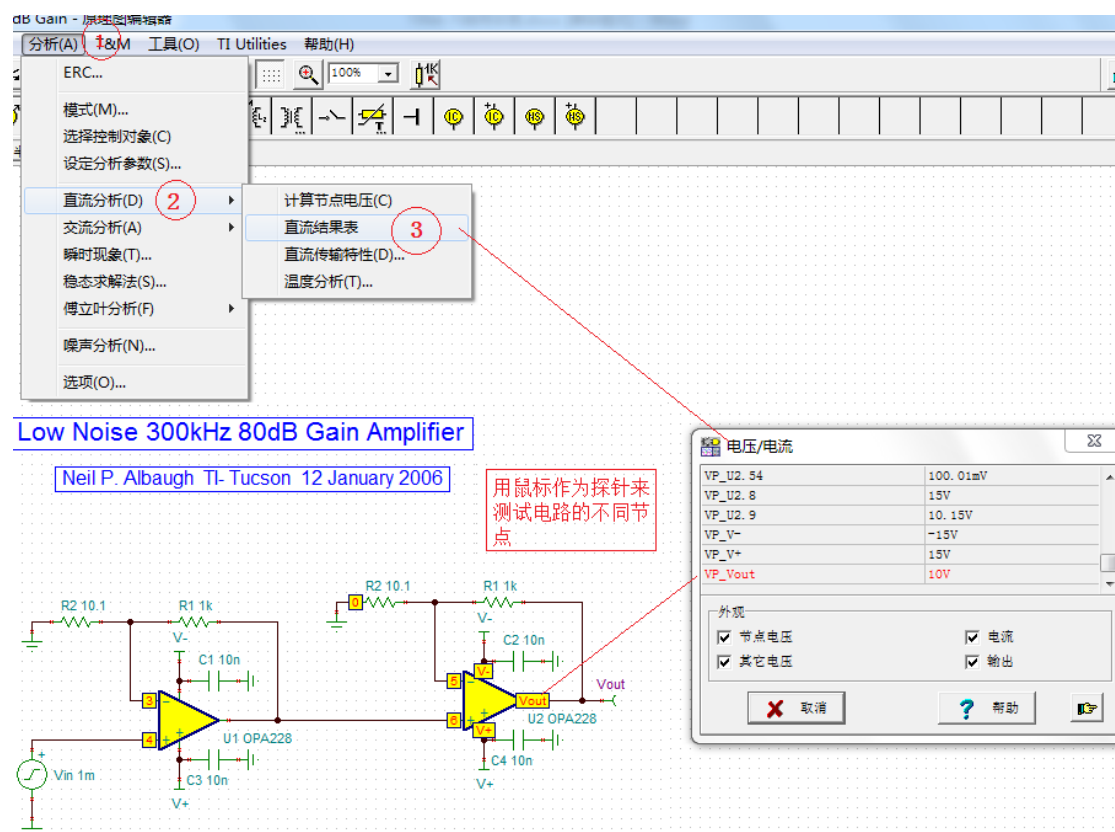 dB Gain - 原理图编辑器
分析(A) T&M 工具(O) TI Utilities 帮助(H)
1
100%
1K
ERC...
模式(M)...
选择控制对象(C)
设定分析参数(S)...
直流分析(D)
2
交流分析(A)
瞬时现象(T)...
稳态求解法(S)...
傅立叶分析(F)
噪声分析(N)...
选项(O)...
计算节点电压(C)
直流结果表
3
直流传输特性(D)...
温度分析(T)...
Low Noise 300kHz 80dB Gain Amplifier
Neil P. Albaugh TI- Tucson 12 January 2006
用鼠标作为探针来
测试电路的不同节
点
电压/电流
VP_U2.54 100.01mV
VP_U2.8 15V
VP_U2.9 10.15V
VP_V- -15V
VP_V+ 15V
VP_Vout 10V
外观
节点电压 电流
其它电压 输出
取消 帮助
R2 10.1
R1 1k
V-
C1 10n
3
4
U1 OPA228
C3 10n
V+
Vin 1m
R2 10.1
R1 1k
0
V-
C2 10n
V-
5
6
Vout
Vout
V+
U2 OPA228
C4 10n
V+